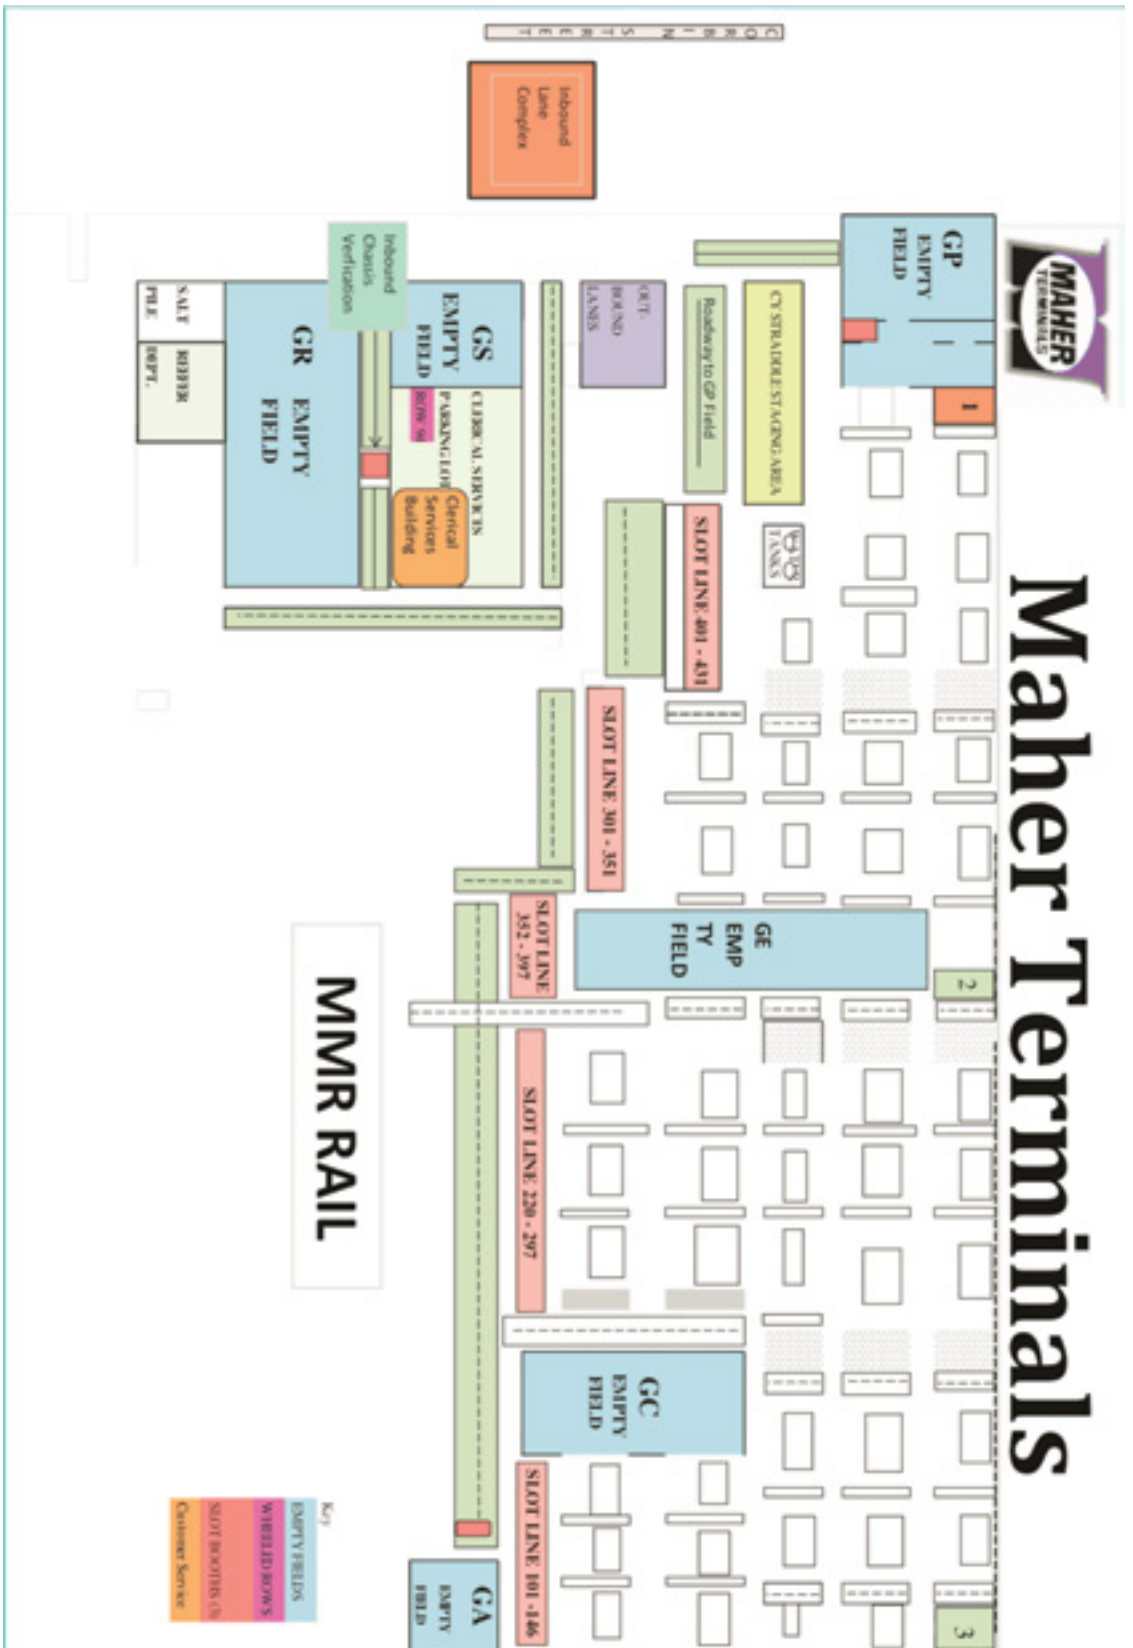 Maher Terminals
MAHER
TERMINALS
CORBIN STREET
Inbound
Lane
Complex
GP
EMPTY
FIELD
1
CY STRADDLE STAGING AREA
Roadway to GP Field
OUT-
BOUND
LANES
TANKS
GS
EMPTY
FIELD
Inbound
Chassis
Verfication
CLERICAL SERVICES
PARKING LOT
ROW 90
Clerical
Services
Building
GR EMPTY
FIELD
SALT
PILE
REEFER
DEPT.
SLOT LINE 401 - 431
SLOT LINE 301 - 351
SLOT LINE
352 - 397
GE
EMP
TY
FIELD
2
SLOT LINE 220 - 297
MMR RAIL
GC
EMPTY
FIELD
SLOT LINE 101 -146
GA
EMPTY
FIELD
3
Key
EMPTY FIELDS
WHEELED ROWS
SLOT BOOTHS (3)
Customer Service